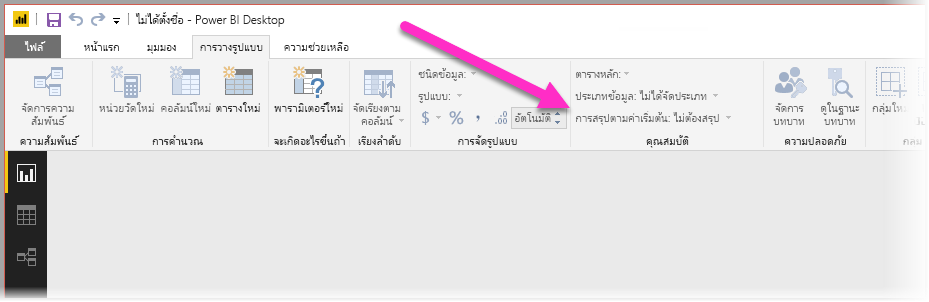 ไม่ได้ตั้งชื่อ - Power BI Desktop
ไฟล์ หน้าแรก มุมมอง การวางรูปแบบ ความช่วยเหลือ
จัดการความ
สัมพันธ์
ความสัมพันธ์
หน่วยวัดใหม่ คอลัมน์ใหม่ ตารางใหม่
การคำนวณ
พารามิเตอร์ใหม่
จะเกิดอะไรขึ้นถ้า
จัดเรียงตาม
คอลัมน์
เรียงลำดับ
ชนิดข้อมูล:
รูปแบบ:
$ % , .00 อัตโนมัติ
การจัดรูปแบบ
ตารางหลัก:
ประเภทข้อมูล: ไม่ได้จัดประเภท
การสรุปตามค่าเริ่มต้น: ไม่ต้องสรุป
คุณสมบัติ
จัดการ
บทบาท
ดูในฐานะ
บทบาท
ความปลอดภัย
กลุ่มใหม่